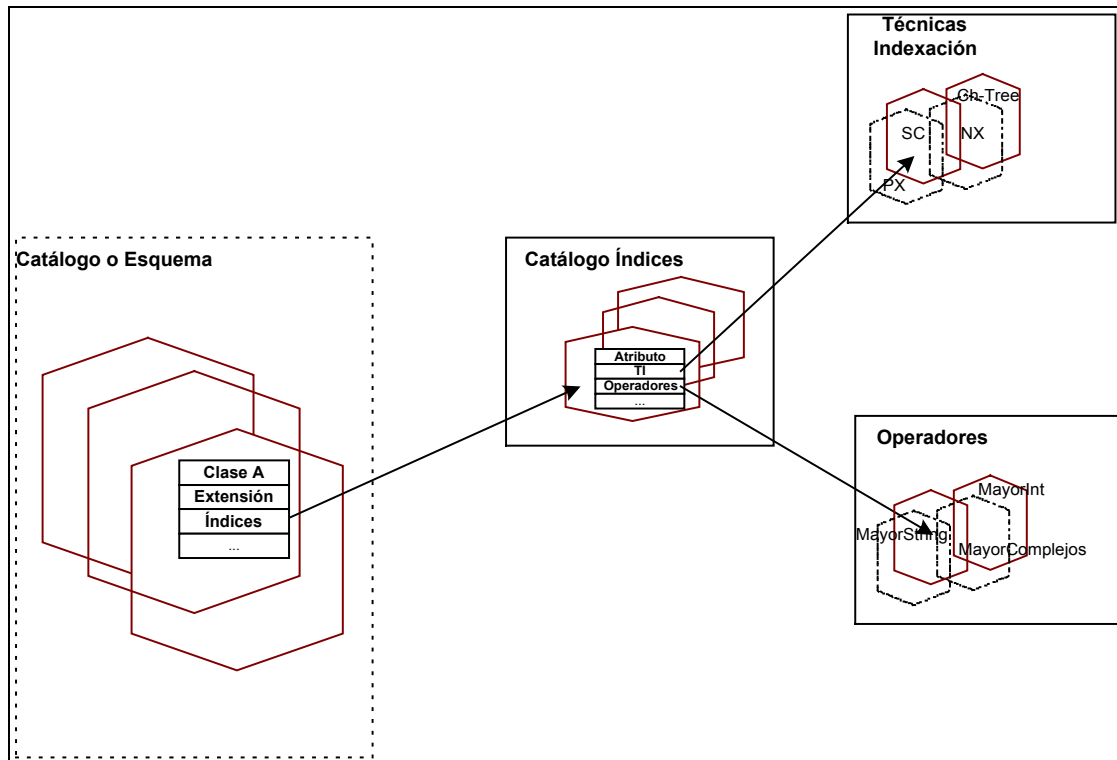 Técnicas
Indexación
Ch-Tree
SC
NX
PX
Catálogo o Esquema
Clase A
Extensión
Índices
...
Catálogo Índices
Atributo
TI
Operadores
...
Operadores
MayorInt
MayorString
MayorComplejos